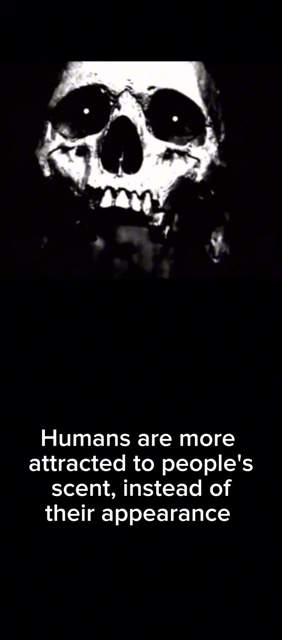 Humans are more
attracted to people's
scent, instead of
their appearance